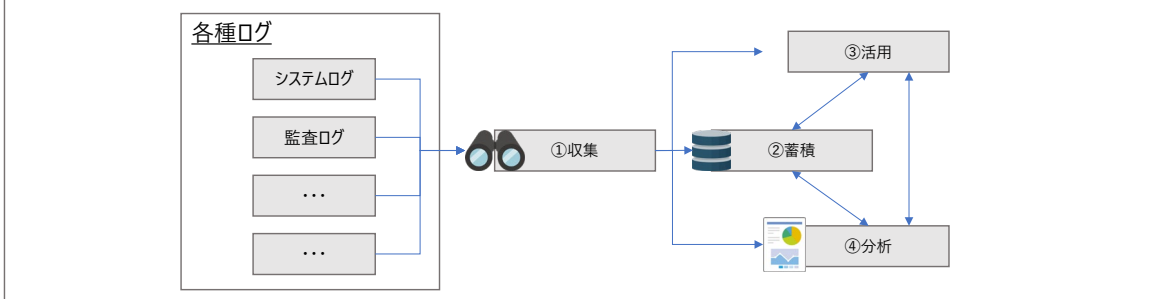 各種ログ
システムログ
監査ログ
・・・
・・・
①収集
③活用
②蓄積
④分析